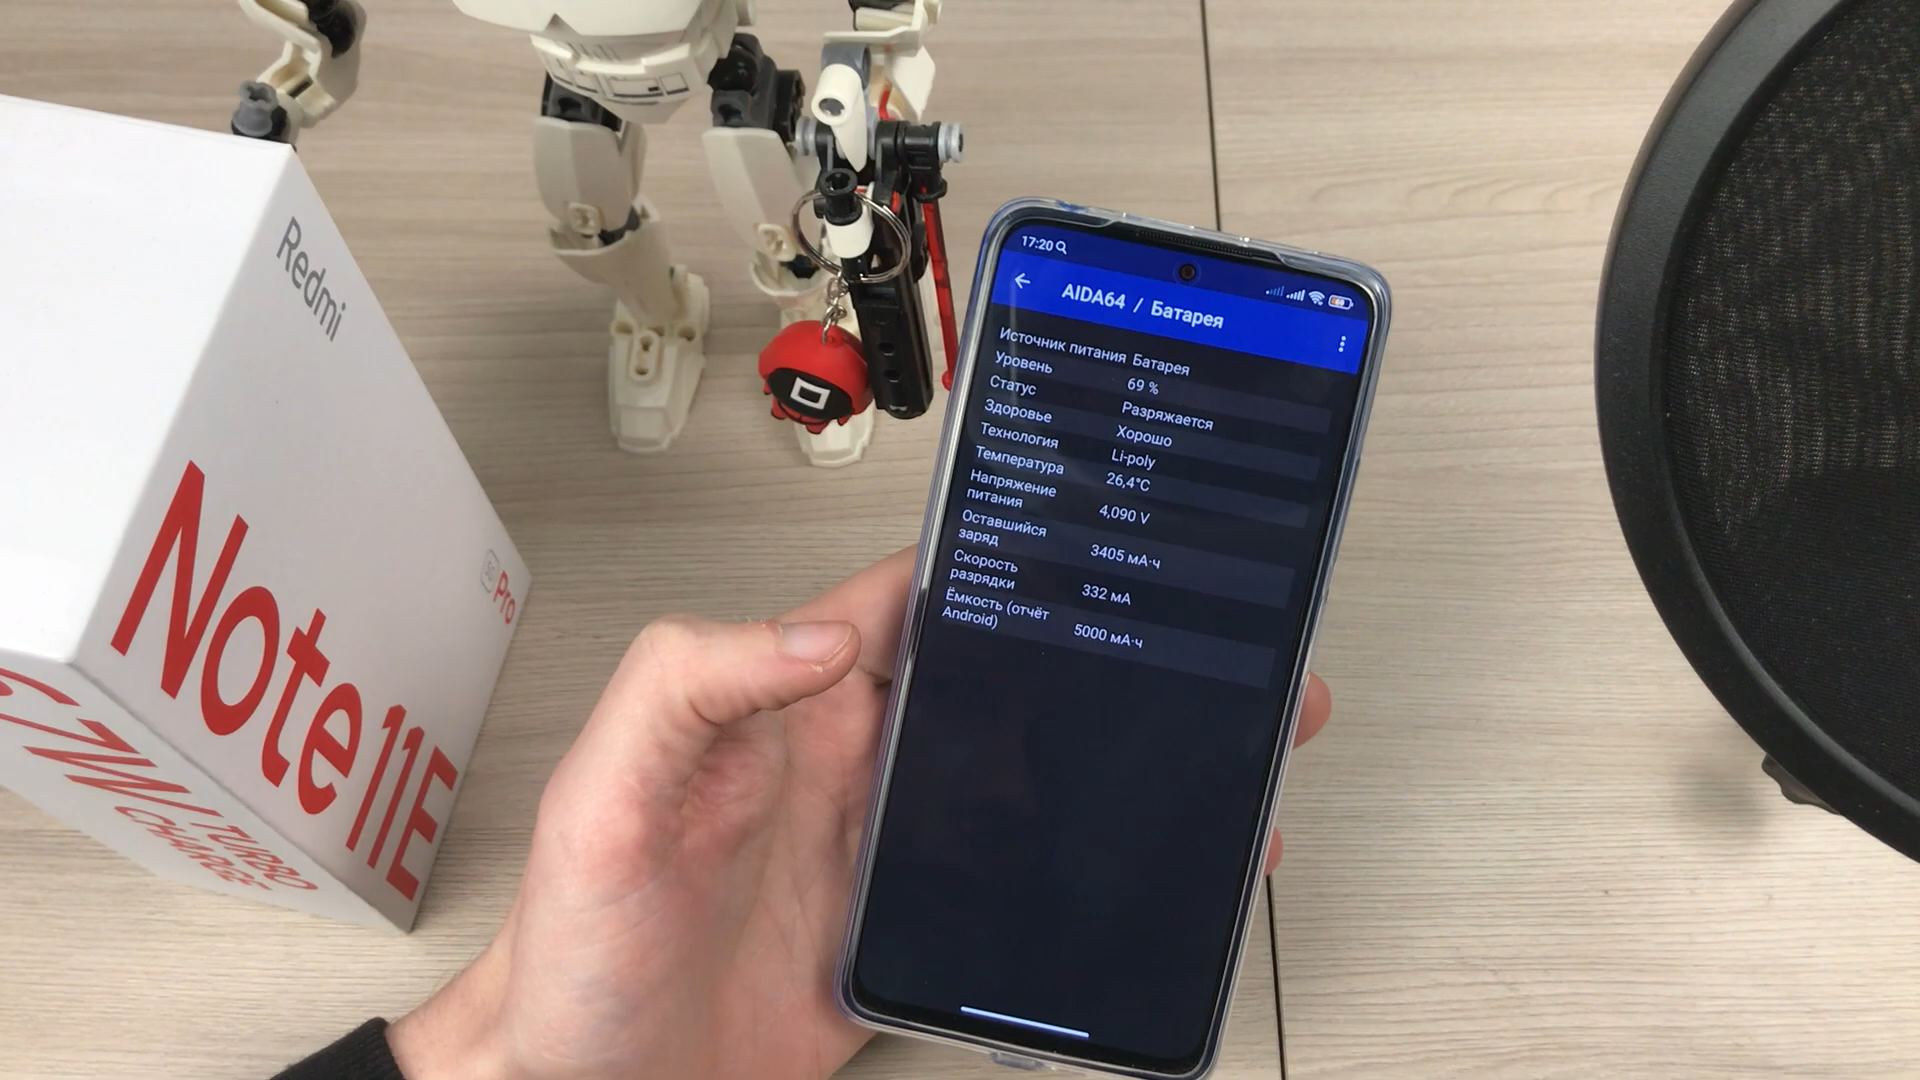 Redmi
Note 11E
5G Pro
67W TURBO
CHARGE
17:20
69
AIDA64 / Батарея
Источник питания Батарея
Уровень 69 %
Статус Разряжается
Здоровье Хорошо
Технология Li-poly
Температура 26,4°C
Напряжение
питания 4,090 V
Оставшийся
заряд 3405 мА·ч
Скорость
разрядки 332 мА
Ёмкость (отчёт
Android) 5000 мА·ч